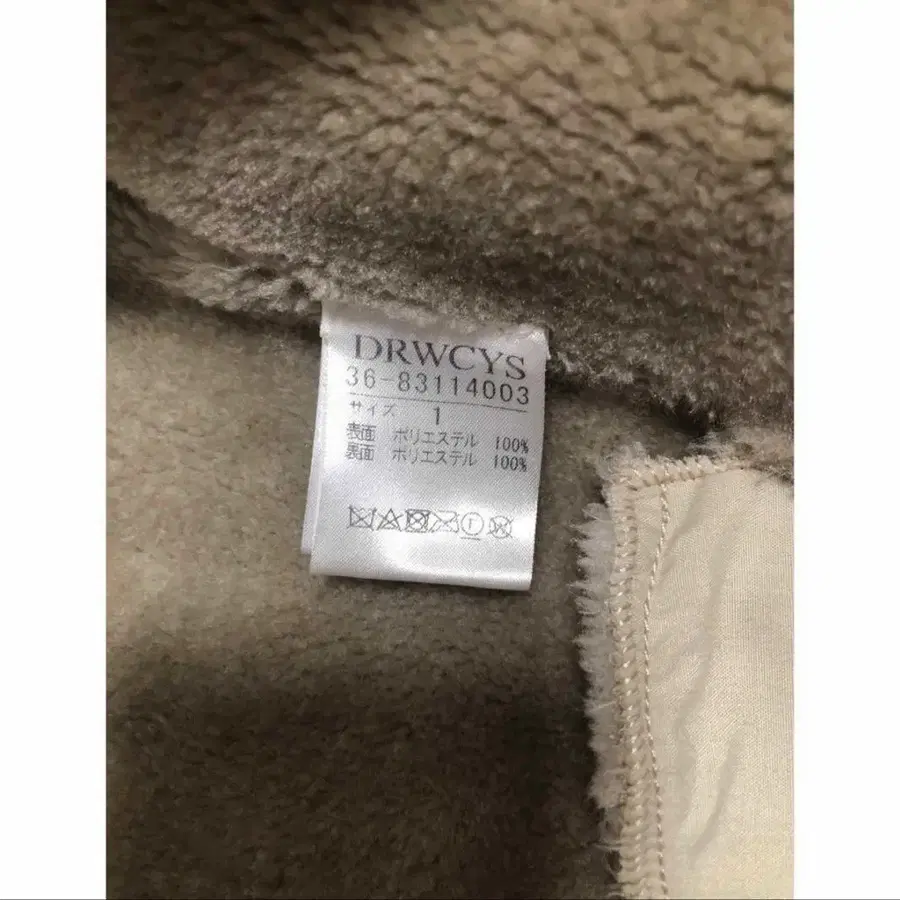 DRWCYS
36-83114003
サイズ 1
表面 ポリエステル 100%
裏面 ポリエステル 100%